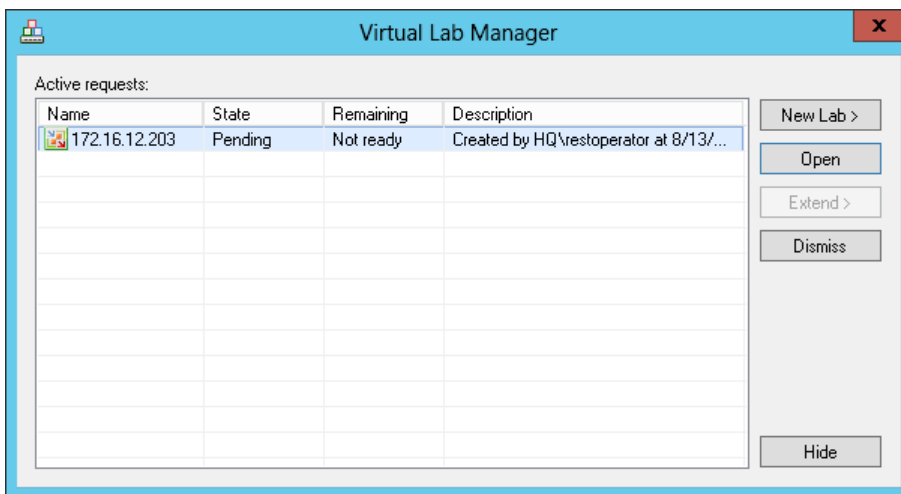 Virtual Lab Manager
x
Active requests:
Name State Remaining Description
172.16.12.203 Pending Not ready Created by HQ\restoperator at 8/13/...
New Lab >
Open
Extend >
Dismiss
Hide